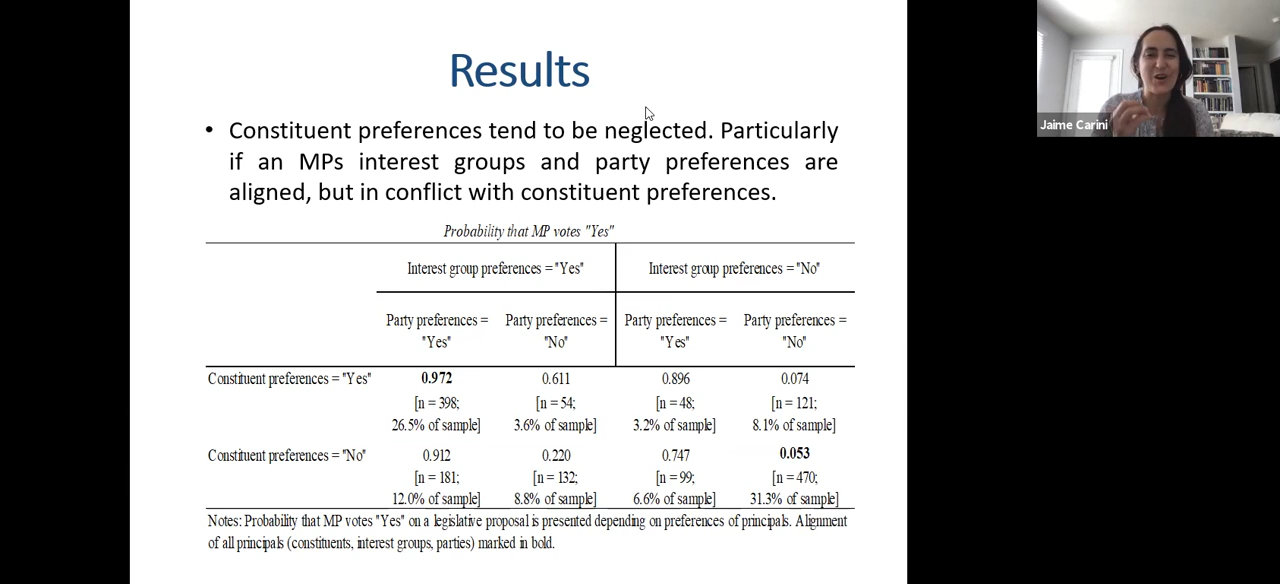 Results
• Constituent preferences tend to be neglected. Particularly
if an MPs interest groups and party preferences are
aligned, but in conflict with constituent preferences.
Probability that MP votes "Yes"
Interest group preferences = "Yes" Interest group preferences = "No"
Party preferences = Party preferences = Party preferences = Party preferences =
"Yes" "No" "Yes" "No"
Constituent preferences = "Yes" 0.972 0.611 0.896 0.074
[n = 398; [n = 54; [n = 48; [n = 121;
26.5% of sample] 3.6% of sample] 3.2% of sample] 8.1% of sample]
Constituent preferences = "No" 0.912 0.220 0.747 0.053
[n = 181; [n = 132; [n = 99; [n = 470;
12.0% of sample] 8.8% of sample] 6.6% of sample] 31.3% of sample]
Notes: Probability that MP votes "Yes" on a legislative proposal is presented depending on preferences of principals. Alignment
of all principals (constituents, interest groups, parties) marked in bold.
Jaime Carini